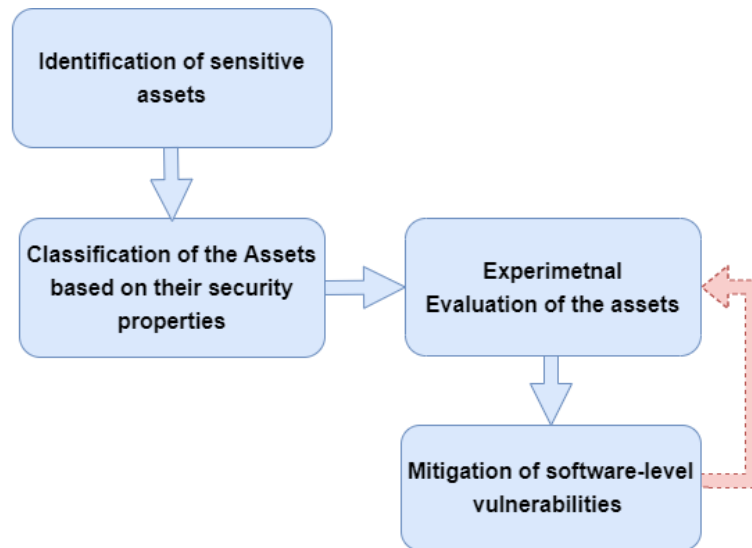 Identification of sensitive
assets
Classification of the Assets
based on their security
properties
Experimetnal
Evaluation of the assets
Mitigation of software-level
vulnerabilities